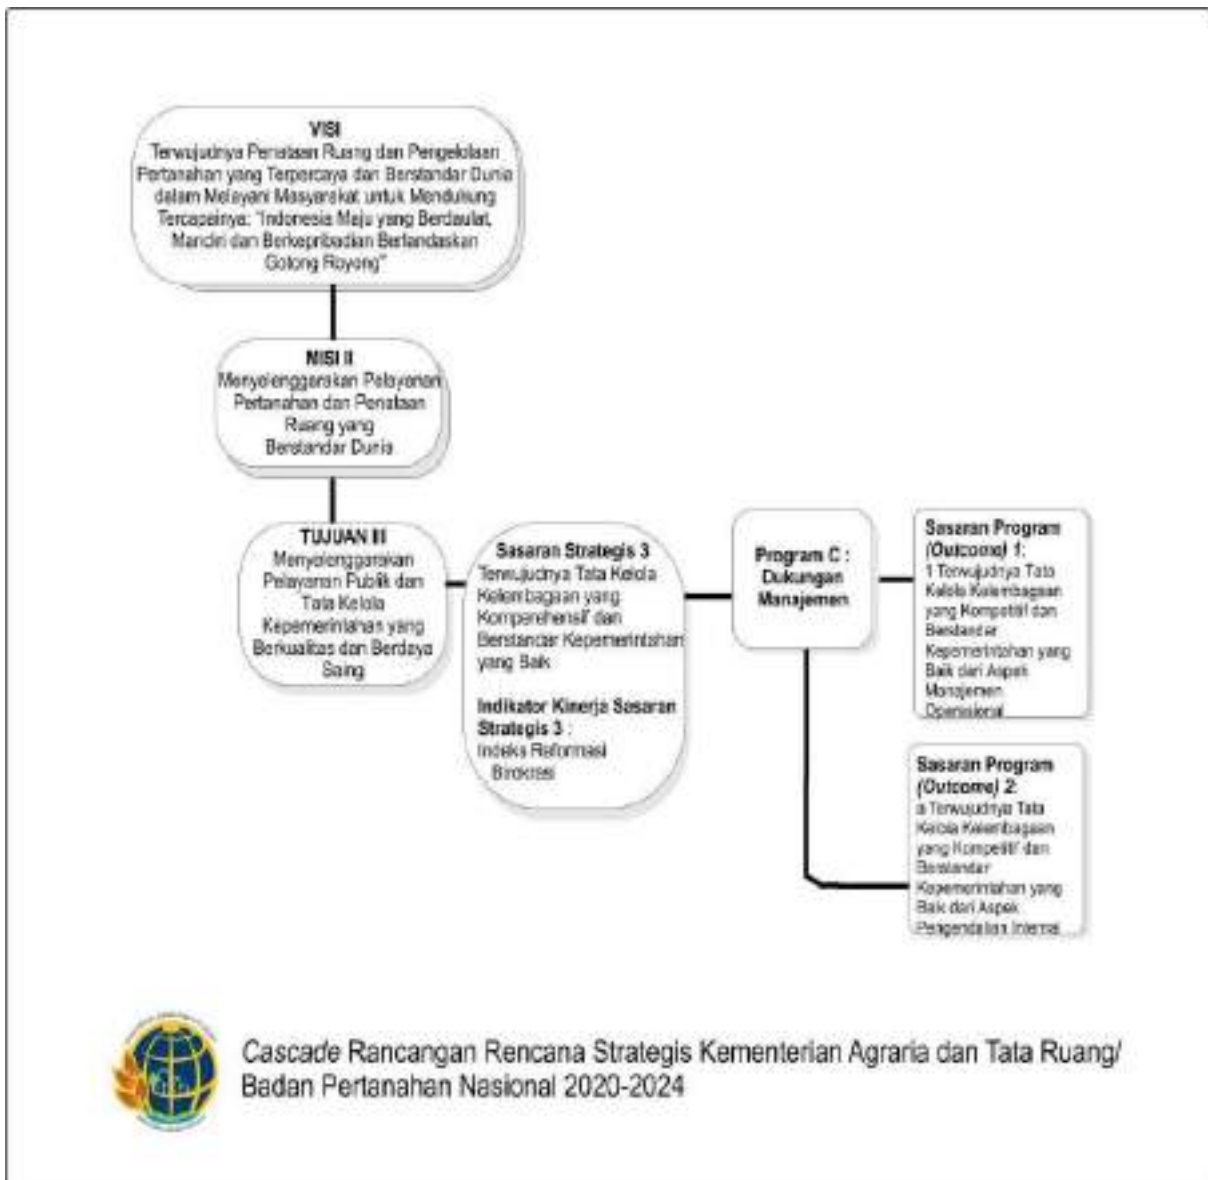 VISI
Terwujudnya Penataan Ruang dan Pengelolaan
Pertanahan yang Terpercaya dan Berstandar Dunia
dalam Melayani Masyarakat untuk Mendukung
Tercapainya: "Indonesia Maju yang Berdaulat,
Mandiri dan Berkepribadian Berlandaskan
Gotong Royong"
MISI II
Menyelenggarakan Pelayanan
Pertanahan dan Penataan
Ruang yang
Berstandar Dunia
TUJUAN III
Menyelenggarakan
Pelayanan Publik dan
Tata Kelola
Kepemerintahan yang
Berkualitas dan Berdaya
Saing
Sasaran Strategis 3
Terwujudnya Tata Kelola
Kelembagaan yang
Komperehensif dan
Berstandar Kepemerintahan
yang Baik
Indikator Kinerja Sasaran
Strategis 3 :
Indeks Reformasi
Birokrasi
Program C :
Dukungan
Manajemen
Sasaran Program
(Outcome) 1:
1 Terwujudnya Tata
Kelola Kelembagaan
yang Kompetitif dan
Berstandar
Kepemerintahan yang
Baik dari Aspek
Manajemen
Operasional
Sasaran Program
(Outcome) 2:
a Terwujudnya Tata
Kelola Kelembagaan
yang Kompetitif dan
Berstandar
Kepemerintahan yang
Baik dari Aspek
Pengendalian Internal
Cascade Rancangan Rencana Strategis Kementerian Agraria dan Tata Ruang/
Badan Pertanahan Nasional 2020-2024